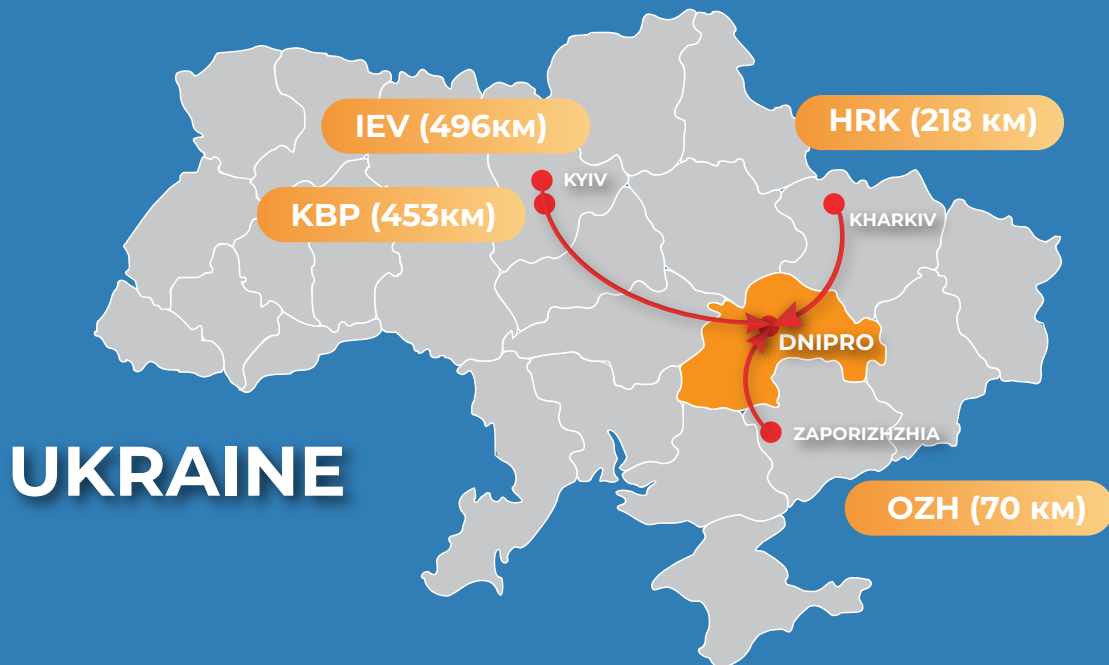 IEV (496км)
HRK (218 км)
KYIV
KBP (453км)
KHARKIV
DNIPRO
ZAPORIZHZHIA
UKRAINE
OZH (70 км)